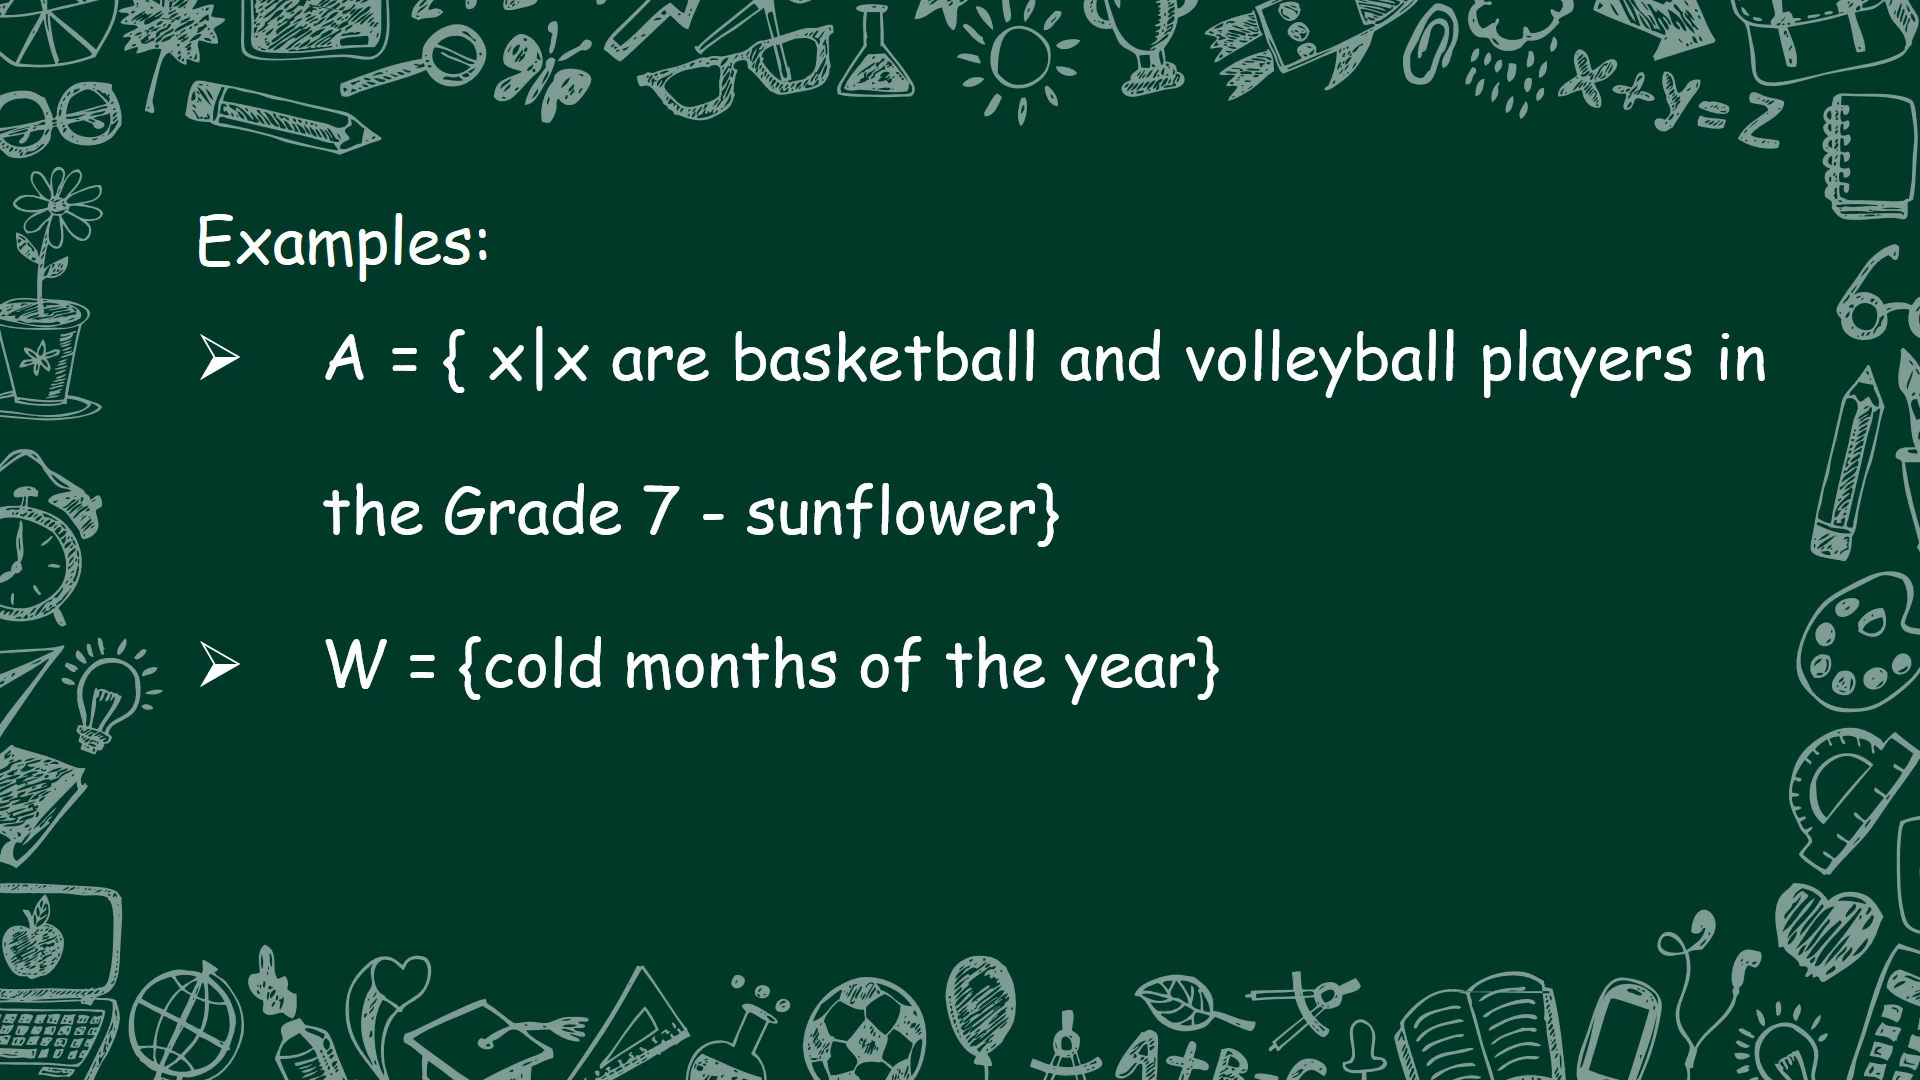 x+y=z
Examples:
➢ A = { x|x are basketball and volleyball players in
the Grade 7 - sunflower}
➢ W = {cold months of the year}
A+B=C